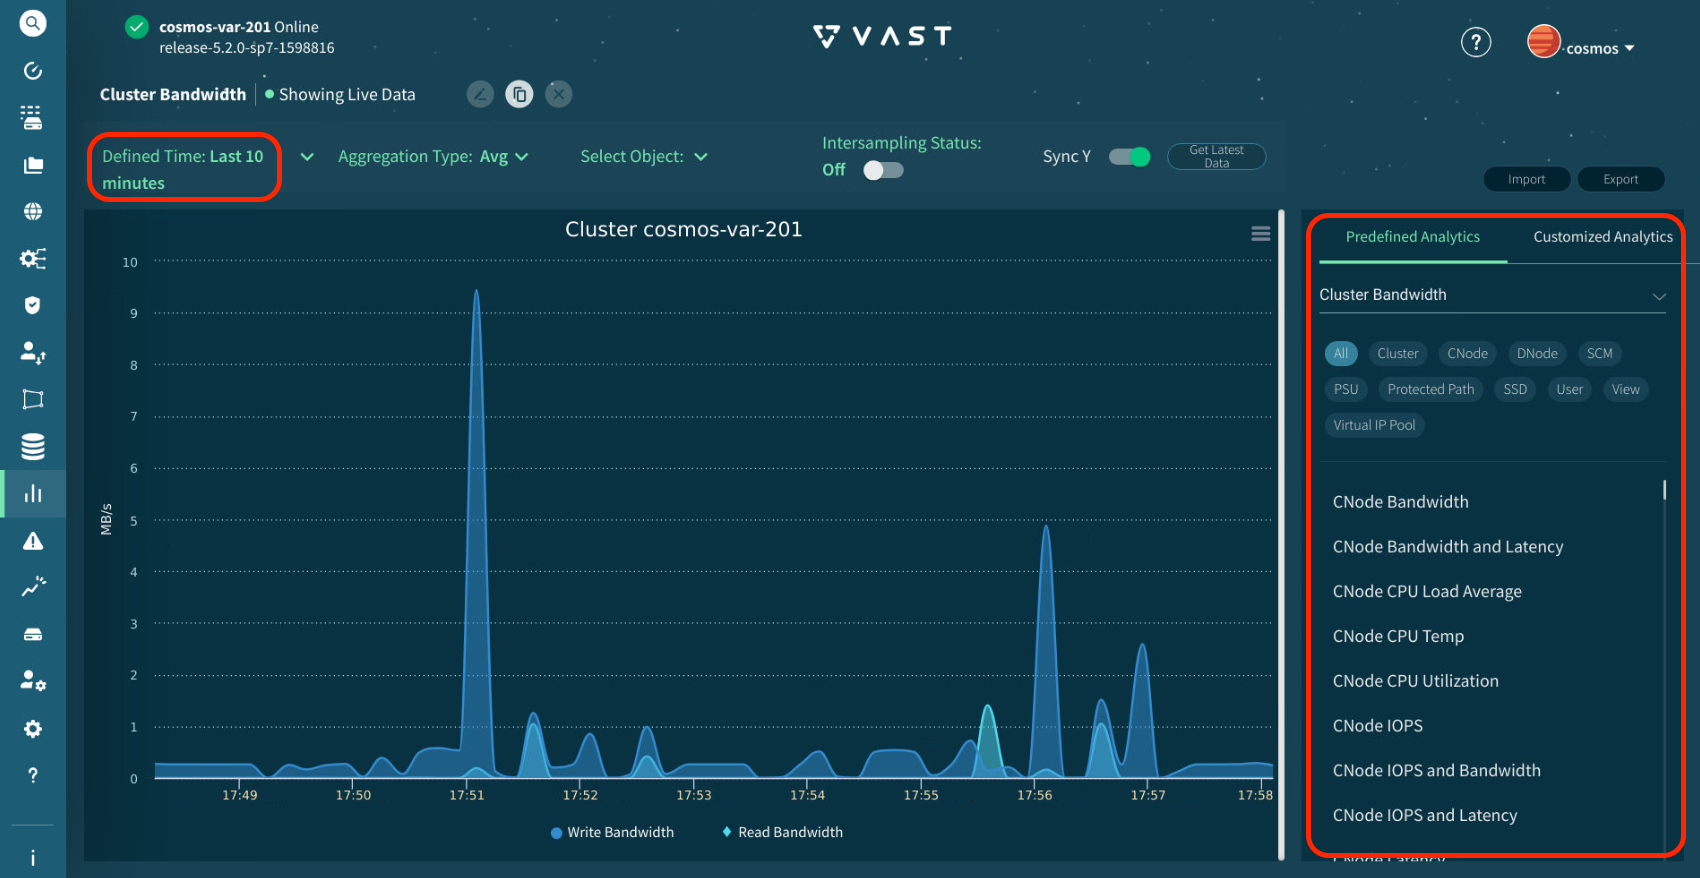 cosmos-var-201 Online
release-5.2.0-sp7-1598816
VAST
?
cosmos
Cluster Bandwidth
Showing Live Data
Defined Time: Last 10
minutes
Aggregation Type: Avg
Select Object:
Intersampling Status:
Off
Sync Y
Get Latest
Data
Import
Export
Cluster cosmos-var-201
10
9
8
7
6
5
4
3
2
1
0
MB/s
17:49 17:50 17:51 17:52 17:53 17:54 17:55 17:56 17:57 17:58
Write Bandwidth Read Bandwidth
Predefined Analytics Customized Analytics
Cluster Bandwidth
All Cluster CNode DNode SCM
PSU Protected Path SSD User View
Virtual IP Pool
CNode Bandwidth
CNode Bandwidth and Latency
CNode CPU Load Average
CNode CPU Temp
CNode CPU Utilization
CNode IOPS
CNode IOPS and Bandwidth
CNode IOPS and Latency
CNode Latency
?
i